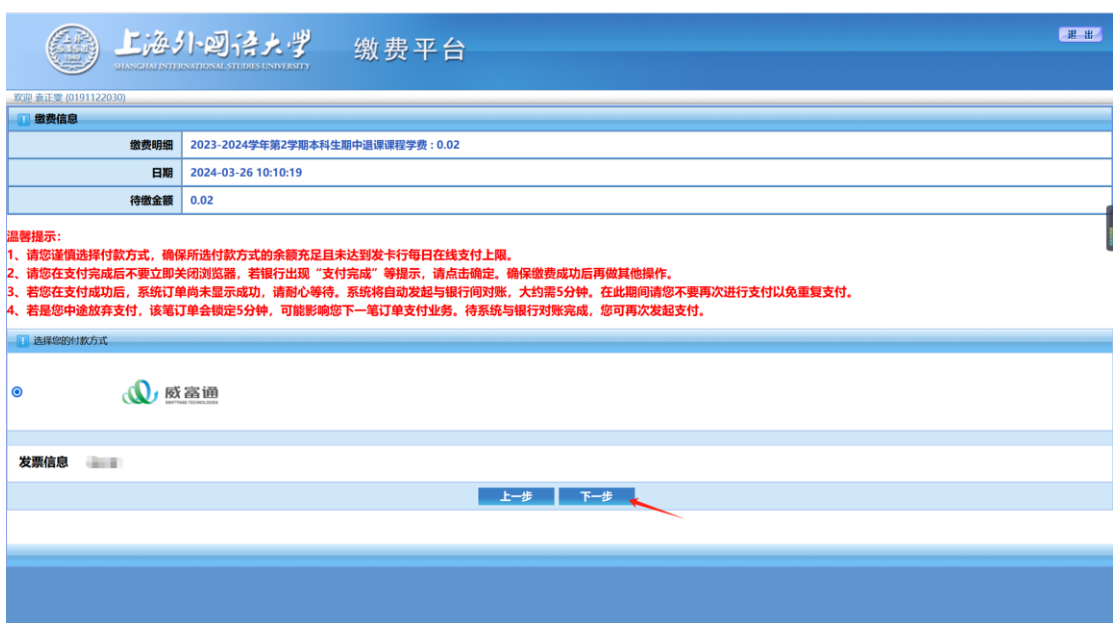 上海外国语大学
SHANGHAI INTERNATIONAL STUDIES UNIVERSITY
缴费平台
退 出
欢迎 袁正雯 (0191122030)
缴费信息
缴费明细 2023-2024学年第2学期本科生期中退课课程学费 : 0.02
日期 2024-03-26 10:10:19
待缴金额 0.02
温馨提示：
1、请您谨慎选择付款方式，确保所选付款方式的余额充足且未达到发卡行每日在线支付上限。
2、请您在支付完成后不要立即关闭浏览器，若银行出现“支付完成”等提示，请点击确定。确保缴费成功后再做其他操作。
3、若您在支付成功后，系统订单尚未显示成功，请耐心等待。系统将自动发起与银行间对账，大约需5分钟。在此期间请您不要再次进行支付以免重复支付。
4、若是您中途放弃支付，该笔订单会锁定5分钟，可能影响您下一笔订单支付业务。待系统与银行对账完成，您可再次发起支付。
选择您的付款方式
威富通
SWIFTPASS TECHNOLOGIES
发票信息
上一步
下一步